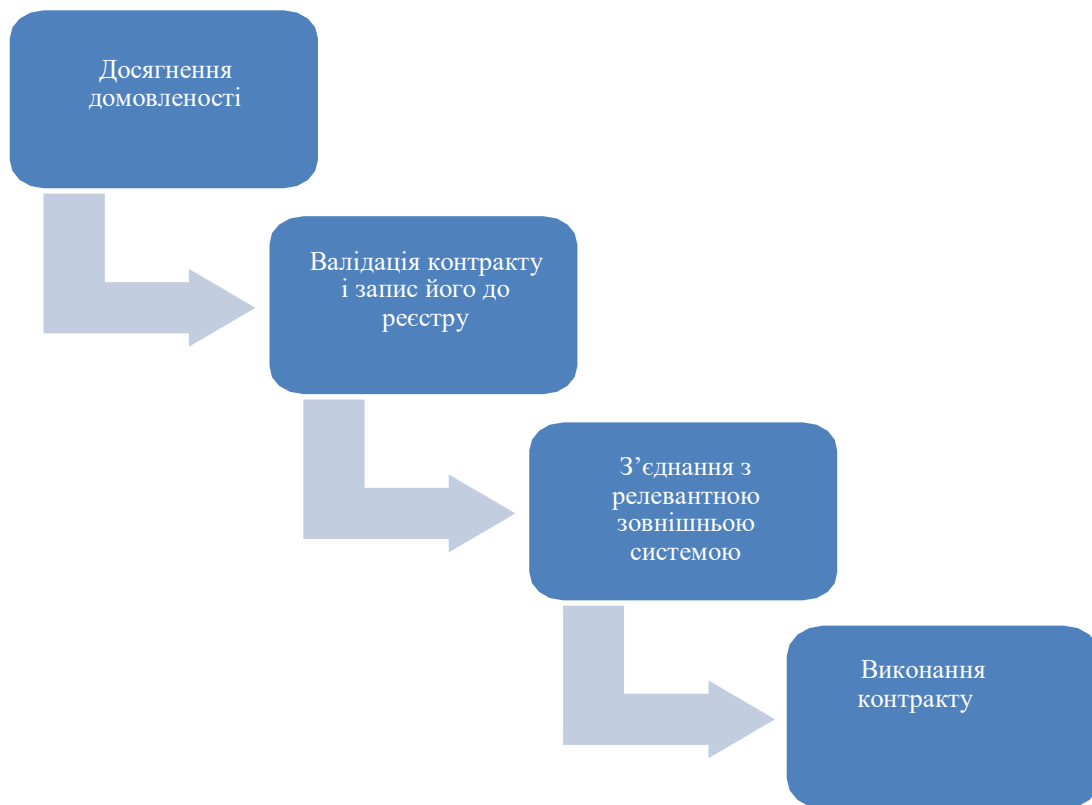 Досягнення
домовленості
Валідація контракту
і запис його до
реєстру
З’єднання з
релевантною
зовнішньою
системою
Виконання
контракту